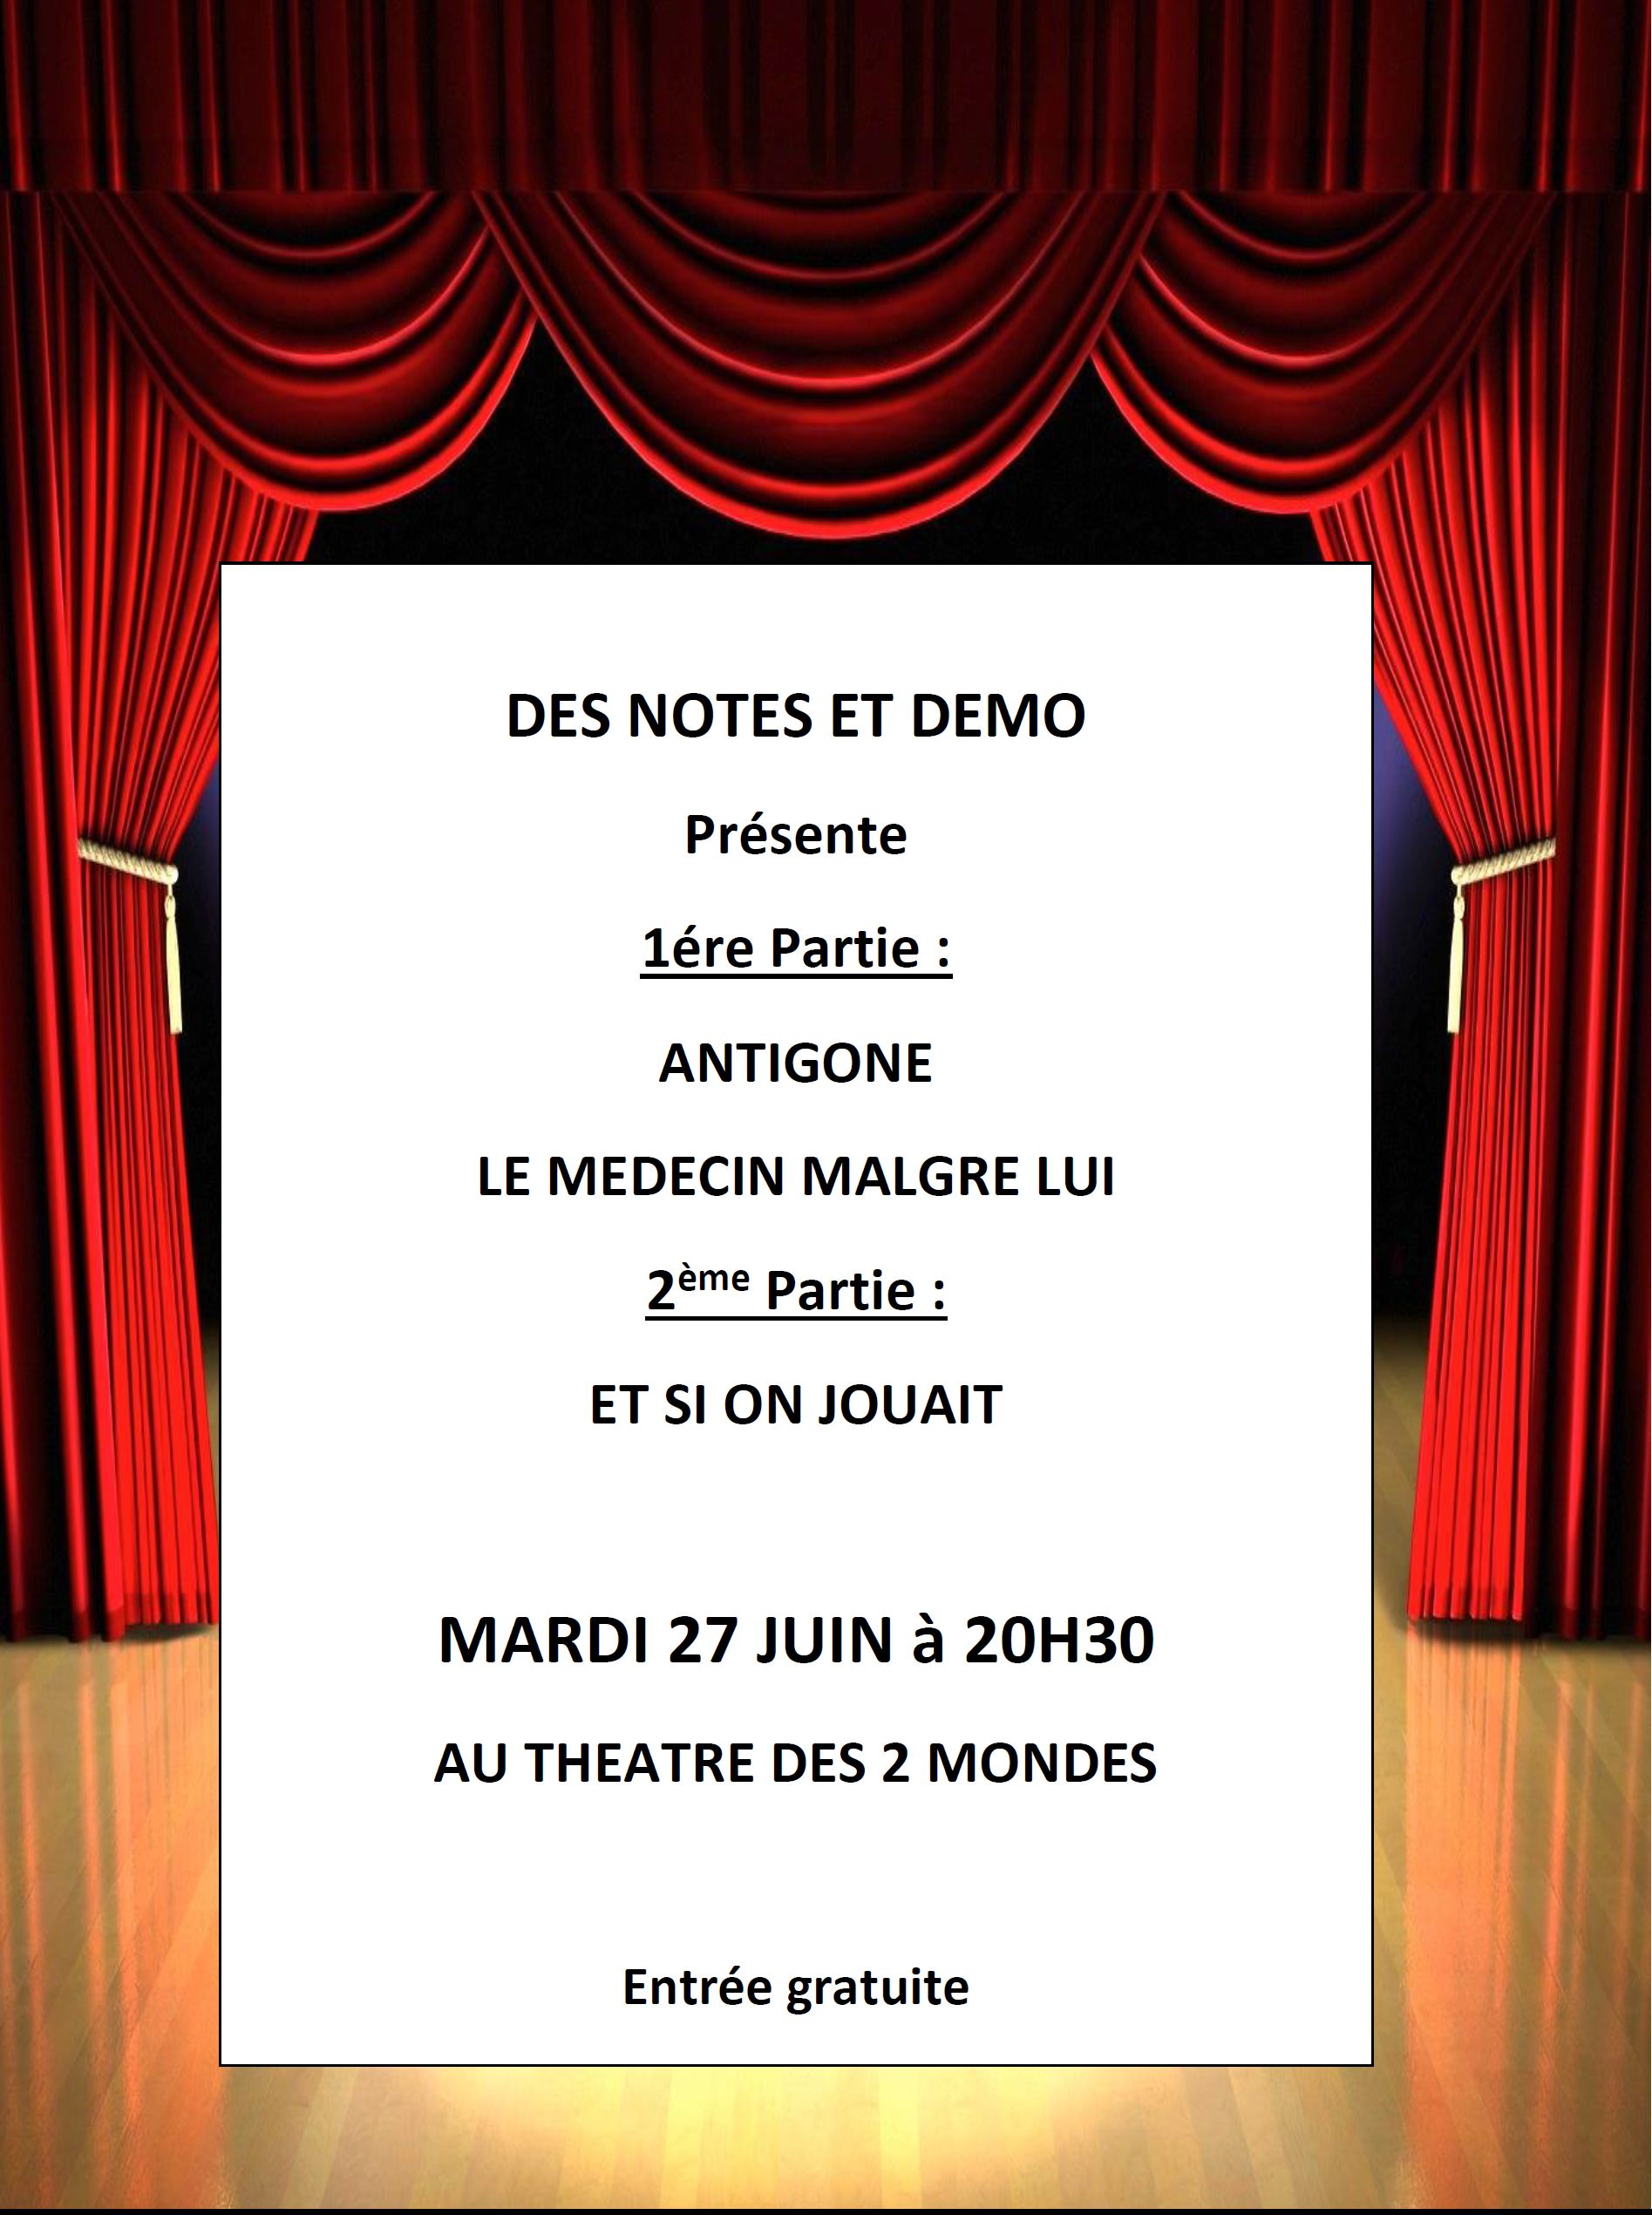 DES NOTES ET DEMO
Présente
1ére Partie :
ANTIGONE
LE MEDECIN MALGRE LUI
2ème Partie :
ET SI ON JOUAIT
MARDI 27 JUIN à 20H30
AU THEATRE DES 2 MONDES
Entrée gratuite